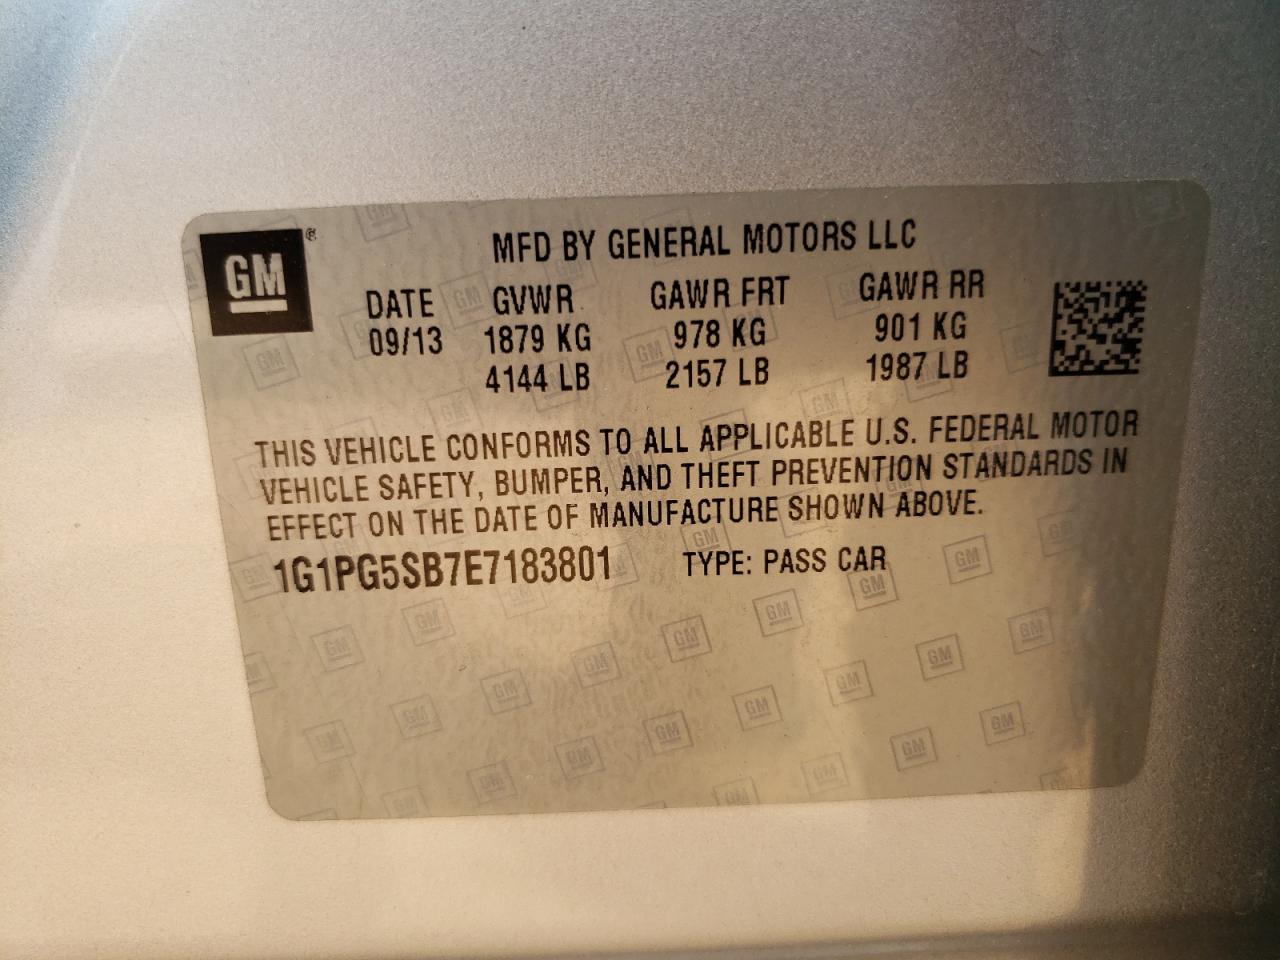 GM®
MFD BY GENERAL MOTORS LLC
DATE GVWR GAWR FRT GAWR RR
09/13 1879 KG 978 KG 901 KG
4144 LB 2157 LB 1987 LB
THIS VEHICLE CONFORMS TO ALL APPLICABLE U.S. FEDERAL MOTOR
VEHICLE SAFETY, BUMPER, AND THEFT PREVENTION STANDARDS IN
EFFECT ON THE DATE OF MANUFACTURE SHOWN ABOVE.
1G1PG5SB7E7183801 TYPE: PASS CAR